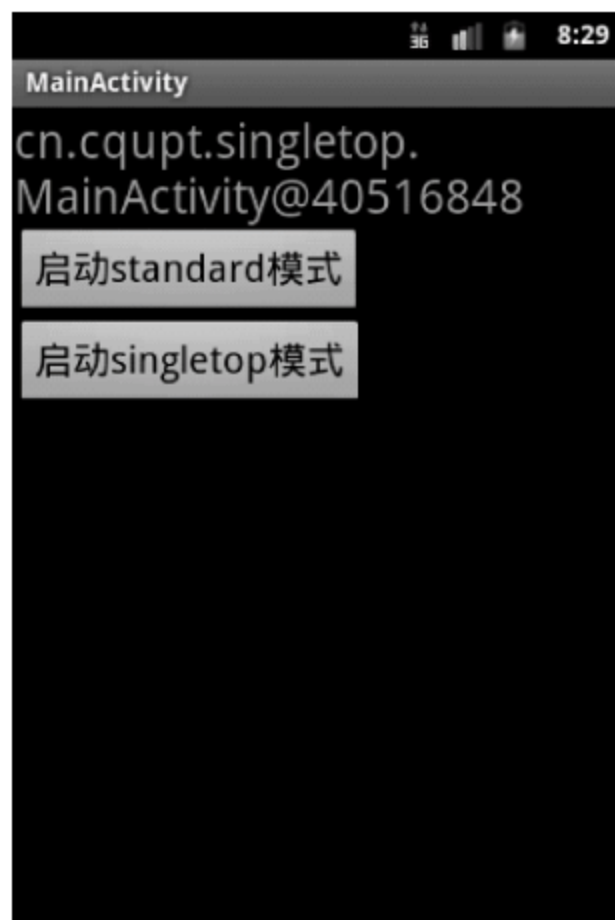 3G 8:29
MainActivity
cn.cqupt.singletop.
MainActivity@40516848
启动standard模式
启动singletop模式